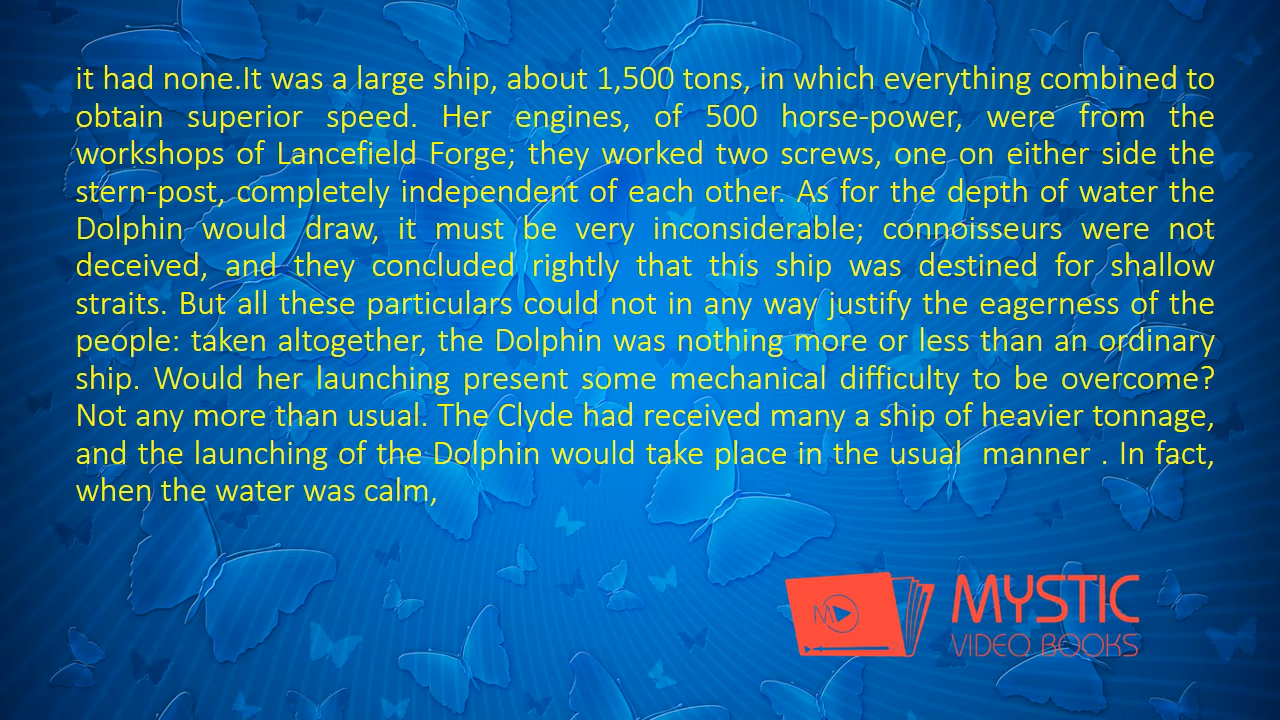 it had none.It was a large ship, about 1,500 tons, in which everything combined to
obtain superior speed. Her engines, of 500 horse-power, were from the
workshops of Lancefield Forge; they worked two screws, one on either side the
stern-post, completely independent of each other. As for the depth of water the
Dolphin would draw, it must be very inconsiderable; connoisseurs were not
deceived, and they concluded rightly that this ship was destined for shallow
straits. But all these particulars could not in any way justify the eagerness of the
people: taken altogether, the Dolphin was nothing more or less than an ordinary
ship. Would her launching present some mechanical difficulty to be overcome?
Not any more than usual. The Clyde had received many a ship of heavier tonnage,
and the launching of the Dolphin would take place in the usual  manner . In fact,
when the water was calm,
MYSTIC
VIDEO BOOKS